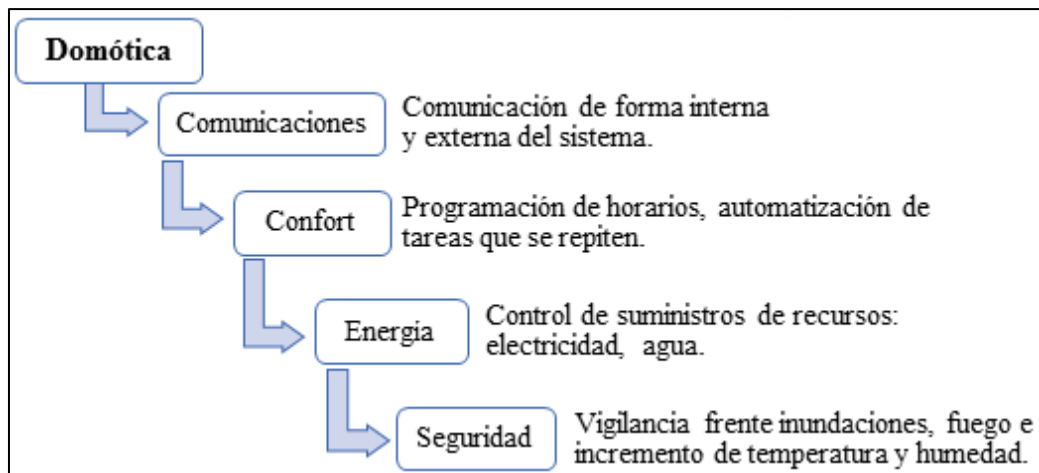 Domótica
Comunicaciones
Comunicación de forma interna
y externa del sistema.
Confort
Programación de horarios, automatización de
tareas que se repiten.
Energia
Control de suministros de recursos:
electricidad, agua.
Seguridad
Vigilancia frente inundaciones, fuego e
incremento de temperatura y humedad.